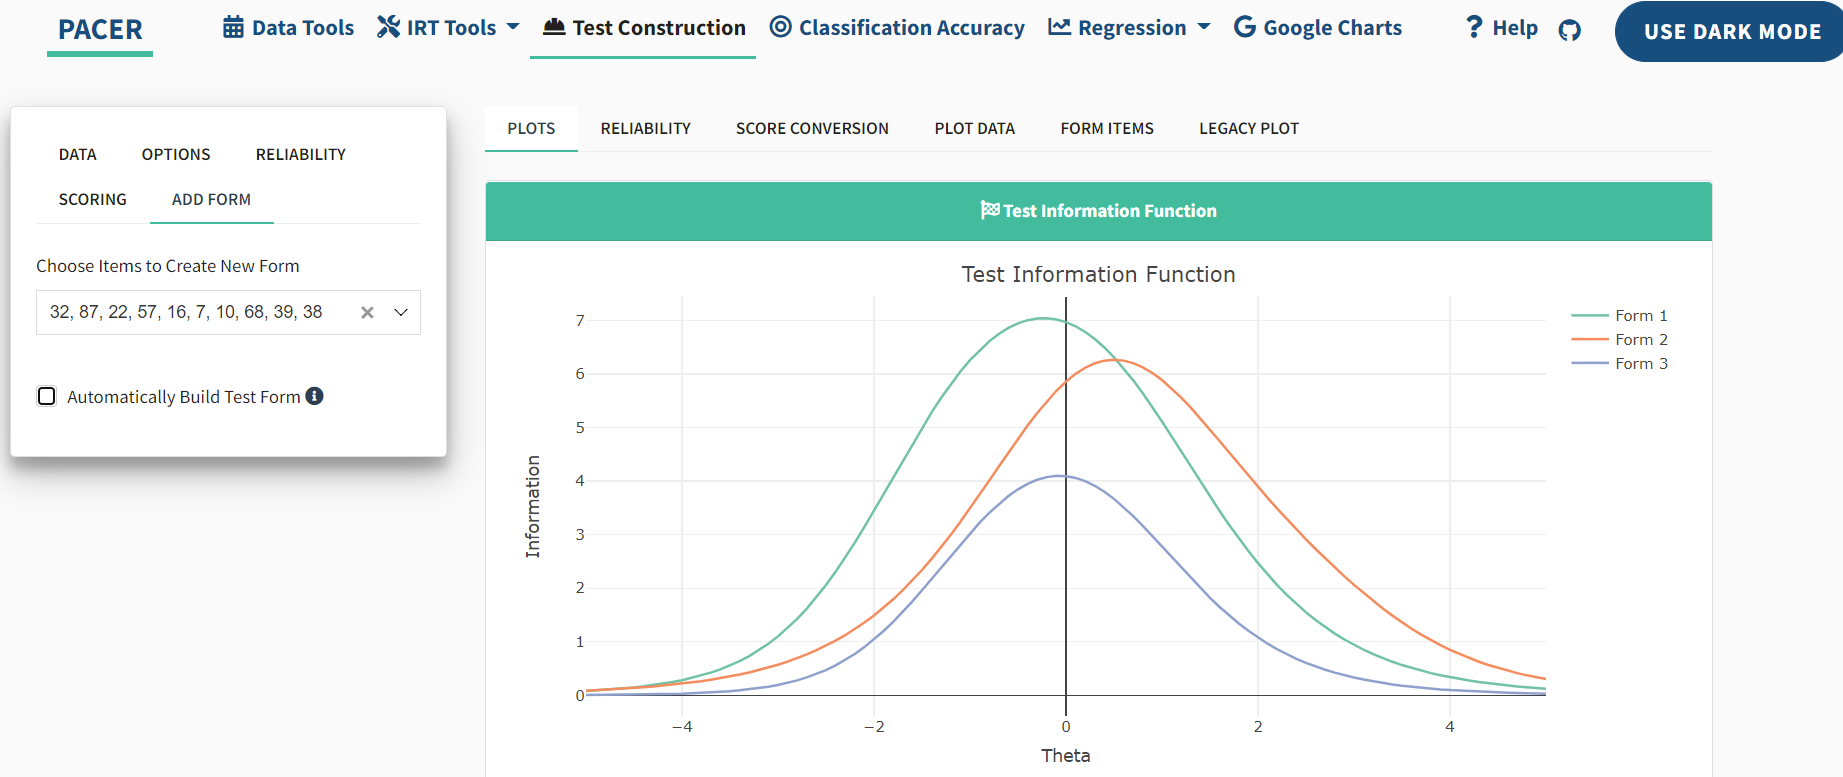 PACER
Data Tools
IRT Tools
Test Construction
Classification Accuracy
Regression
Google Charts
Help
USE DARK MODE
DATA
OPTIONS
RELIABILITY
SCORING
ADD FORM
Choose Items to Create New Form
32, 87, 22, 57, 16, 7, 10, 68, 39, 38
Automatically Build Test Form
PLOTS
RELIABILITY
SCORE CONVERSION
PLOT DATA
FORM ITEMS
LEGACY PLOT
Test Information Function
Test Information Function
7
6
5
4
3
2
1
0
Information
−4
−2
0
2
4
Theta
Form 1
Form 2
Form 3